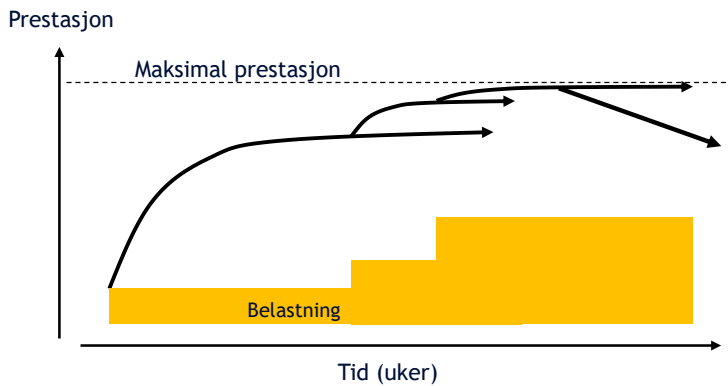 Prestasjon
Maksimal prestasjon
Belastning
Tid (uker)